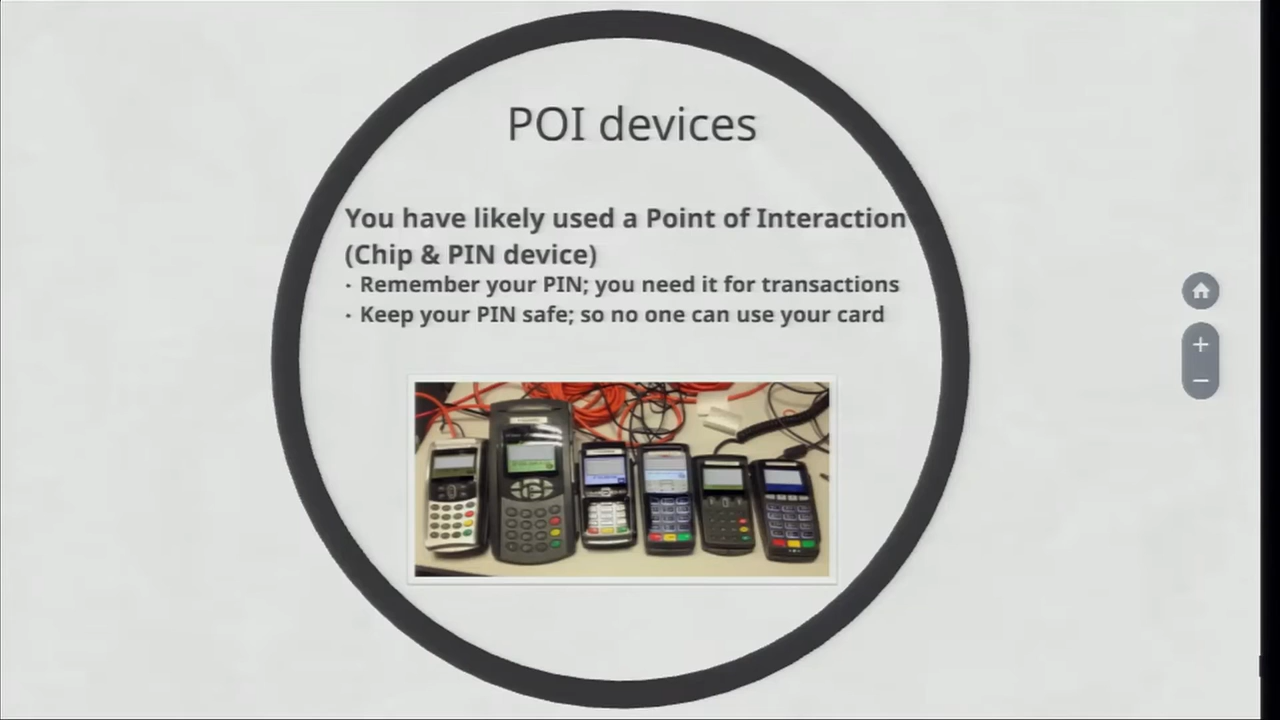 POI devices
You have likely used a Point of Interaction
(Chip & PIN device)
· Remember your PIN; you need it for transactions
· Keep your PIN safe; so no one can use your card